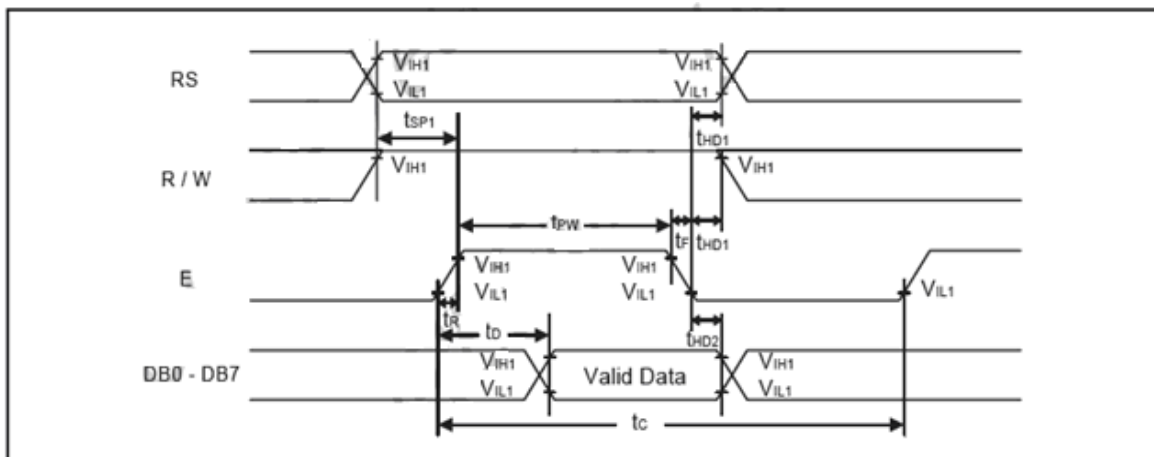 RS VIH1 VIH1
VIL1 VIL1
tSP1 tHD1
R / W VIH1 VIH1
tPW tF tHD1
E VIH1 VIH1
VIL1 VIL1 VIL1
tR tD tHD2
DB0 - DB7 VIH1 Valid Data VIH1
VIL1 VIL1
tC